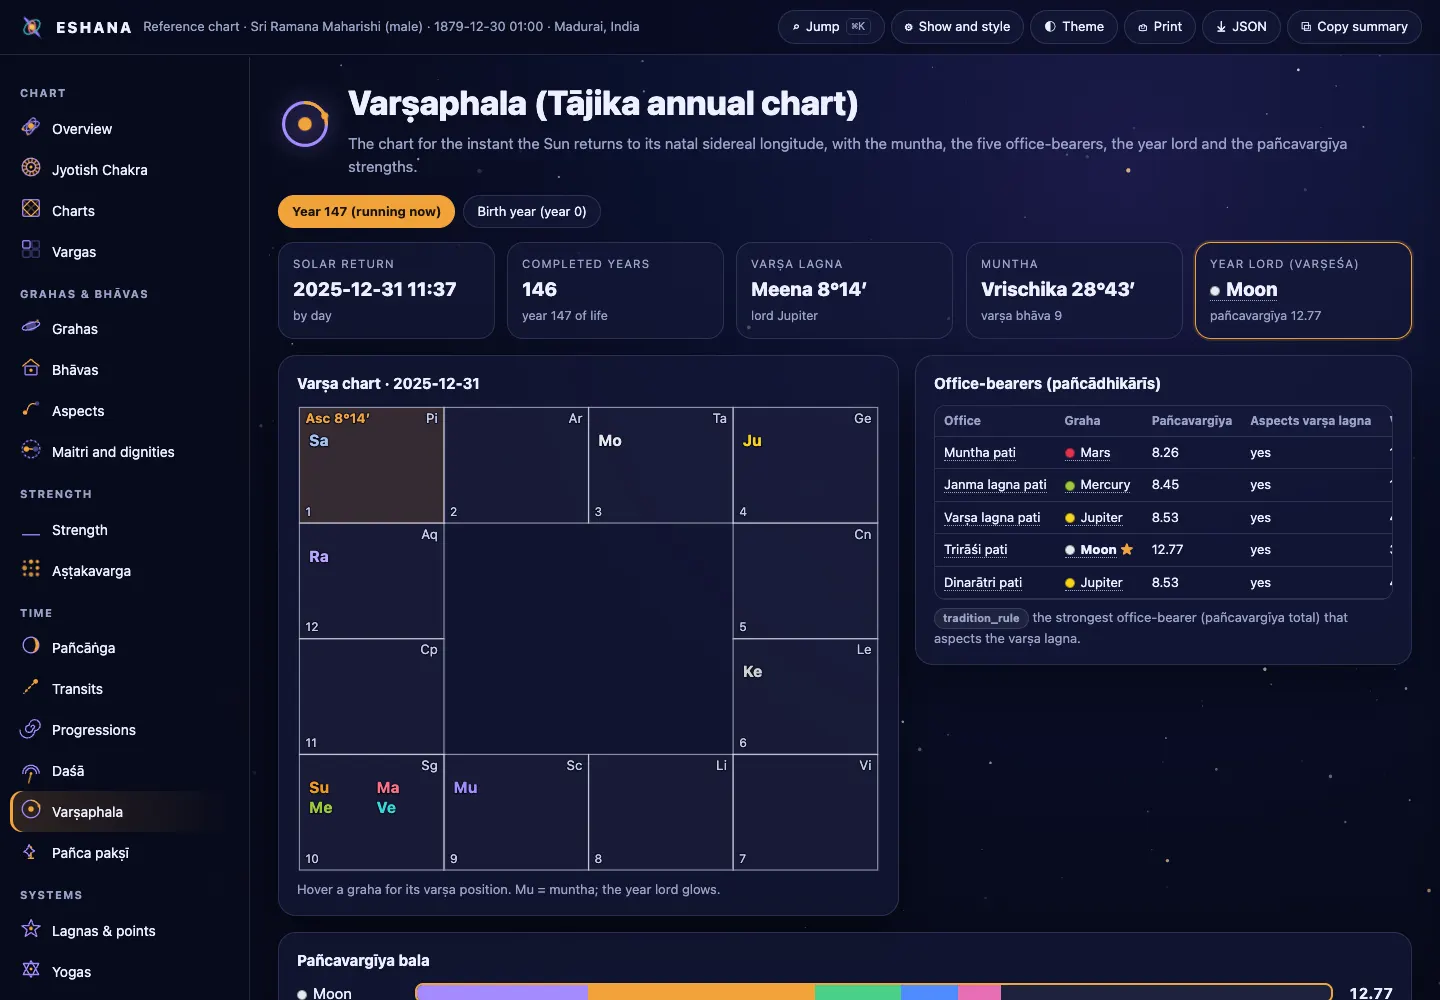 ESHANA
Reference chart · Sri Ramana Maharishi (male) · 1879-12-30 01:00 · Madurai, India
Jump ⌘K
Show and style
Theme
Print
JSON
Copy summary
CHART
Overview
Jyotish Chakra
Charts
Vargas
GRAHAS & BHĀVAS
Grahas
Bhāvas
Aspects
Maitri and dignities
STRENGTH
Strength
Aṣṭakavarga
TIME
Pañcāṅga
Transits
Progressions
Daśā
Varṣaphala
Pañca pakṣī
SYSTEMS
Lagnas & points
Yogas
Varṣaphala (Tājika annual chart)
The chart for the instant the Sun returns to its natal sidereal longitude, with the muntha, the five office-bearers, the year lord and the pañcavargīya
strengths.
Year 147 (running now)
Birth year (year 0)
SOLAR RETURN
2025-12-31 11:37
by day
COMPLETED YEARS
146
year 147 of life
VARṢA LAGNA
Meena 8°14′
lord Jupiter
MUNTHA
Vrischika 28°43′
varṣa bhāva 9
YEAR LORD (VARṢEŚA)
Moon
pañcavargīya 12.77
Varṣa chart · 2025-12-31
Asc 8°14′ Pi
Sa
1
Ar
2
Ta
Mo
3
Ge
Ju
4
Aq
Ra
12
Cn
5
Cp
11
Le
Ke
6
Sg
Su Ma
Me Ve
10
Sc
Mu
9
Li
8
Vi
7
Hover a graha for its varṣa position. Mu = muntha; the year lord glows.
Office-bearers (pañcādhikārīs)
Office Graha Pañcavargīya Aspects varṣa lagna
Muntha pati Mars 8.26 yes
Janma lagna pati Mercury 8.45 yes
Varṣa lagna pati Jupiter 8.53 yes
Trirāśi pati Moon 12.77 yes
Dinarātri pati Jupiter 8.53 yes
tradition_rule the strongest office-bearer (pañcavargīya total) that
aspects the varṣa lagna.
Pañcavargīya bala
Moon 12.77